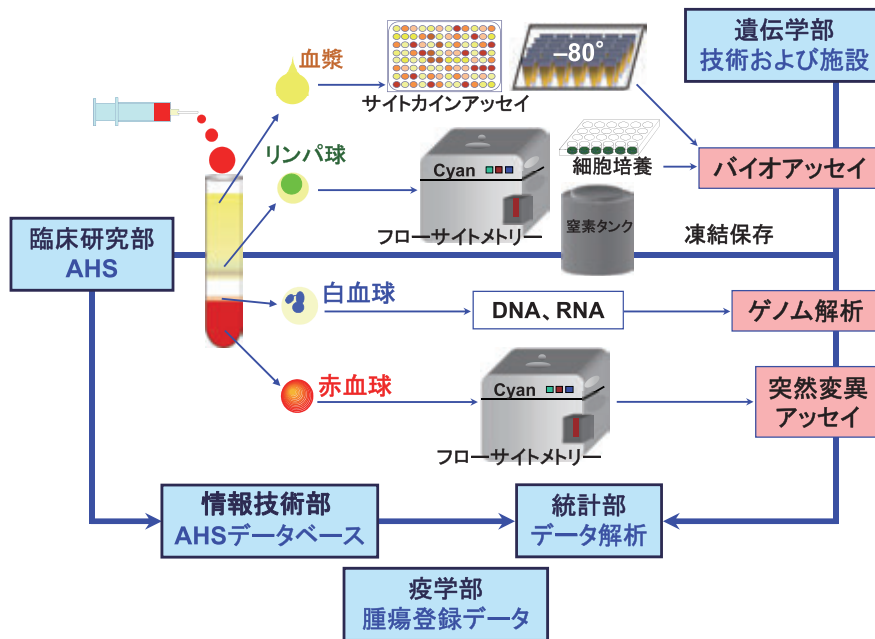 血漿
サイトカインアッセイ
–80°
遺伝学部
技術および施設
リンパ球
Cyan
フローサイトメトリー
細胞培養
バイオアッセイ
窒素タンク
凍結保存
臨床研究部
AHS
白血球
DNA、RNA
ゲノム解析
赤血球
Cyan
フローサイトメトリー
突然変異
アッセイ
情報技術部
AHSデータベース
統計部
データ解析
疫学部
腫瘍登録データ